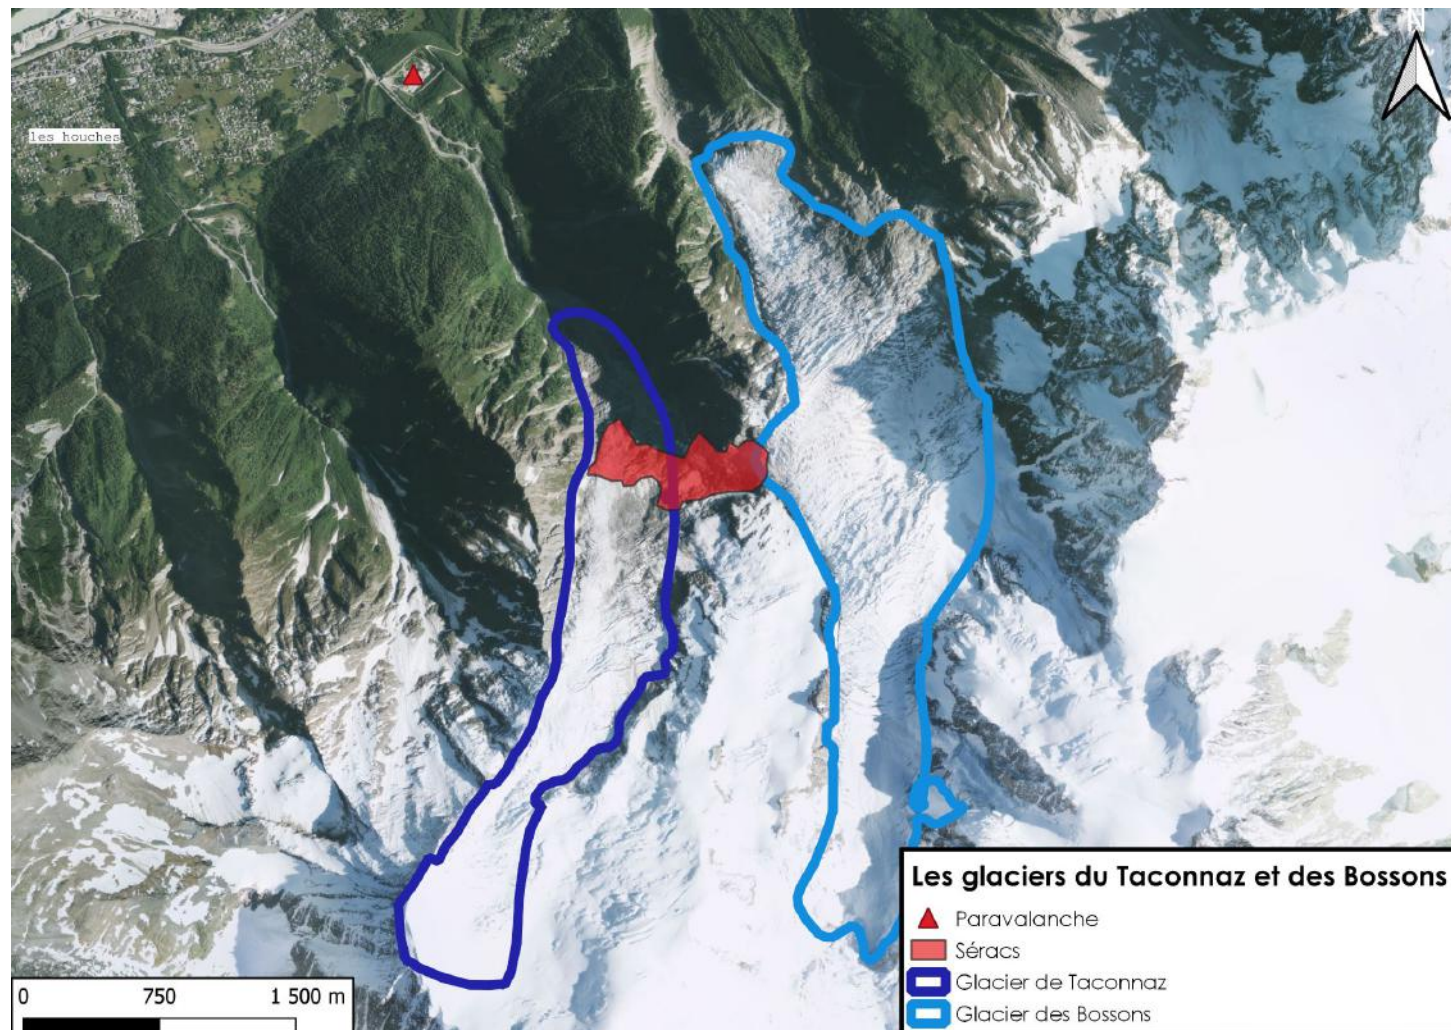 N
les houches
Les glaciers du Taconnaz et des Bossons
Paravalanche
Séracs
Glacier de Taconnaz
Glacier des Bossons
0 750 1 500 m